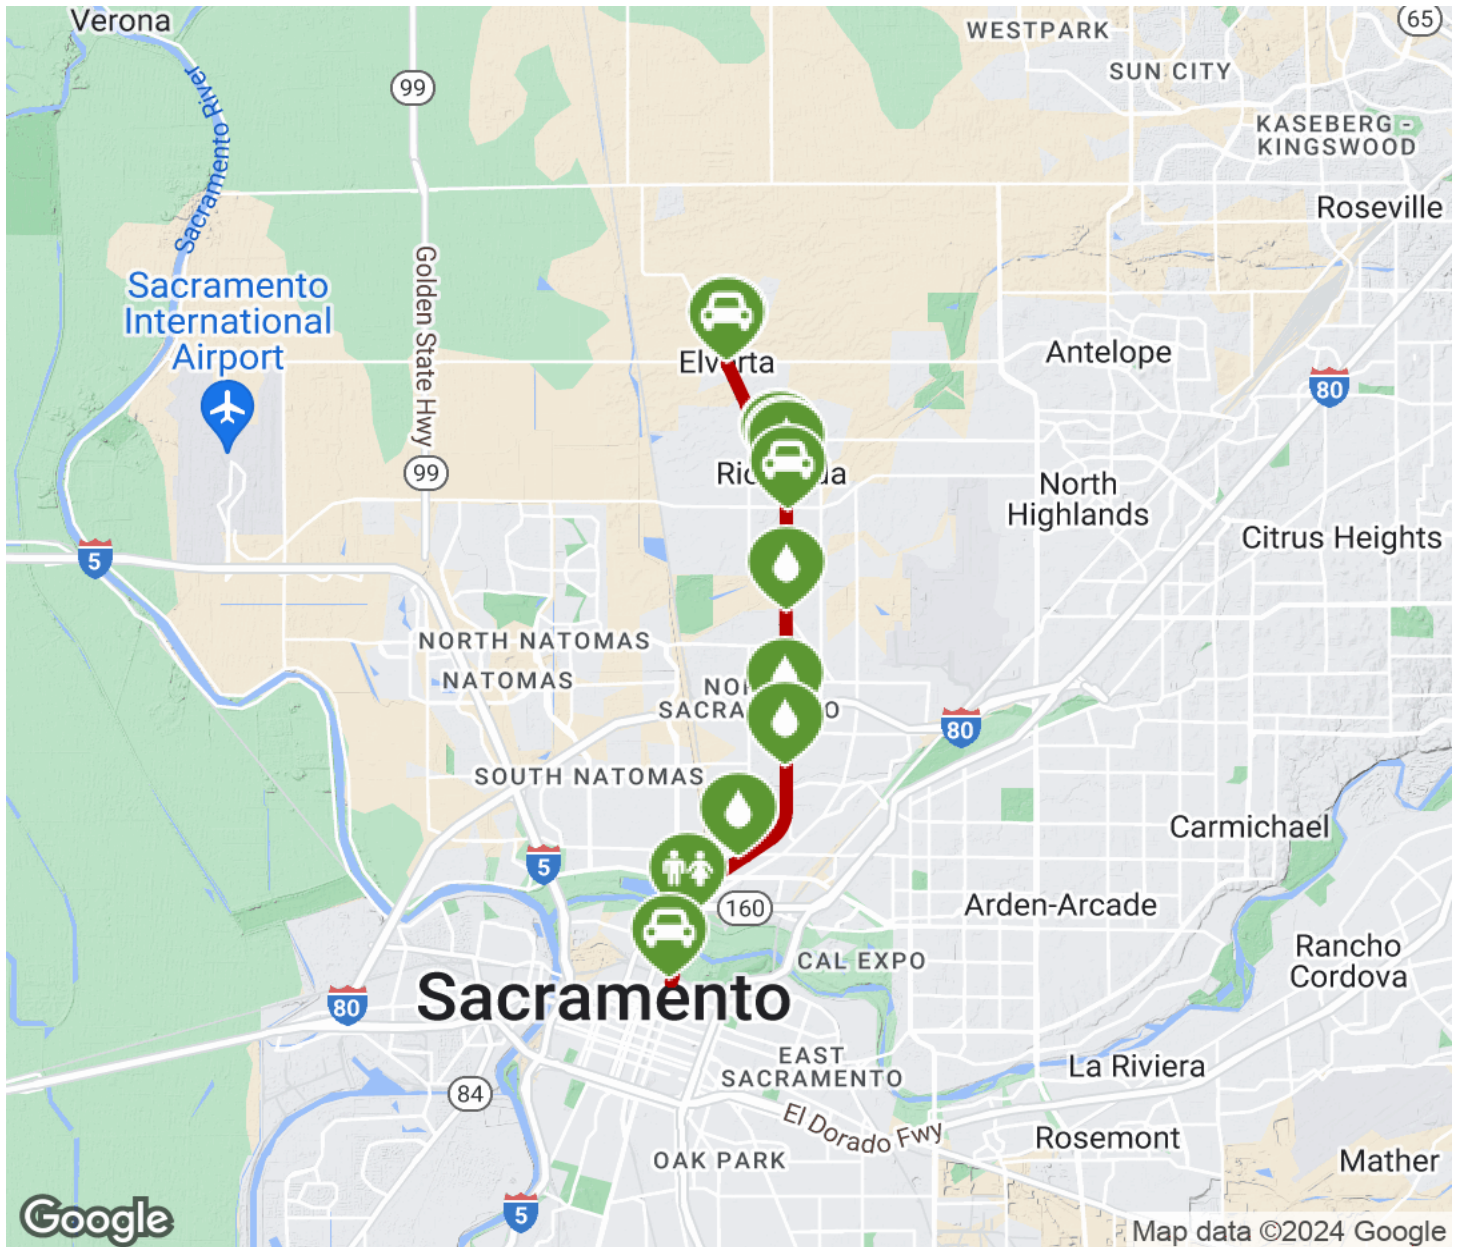 Verona
WESTPARK
65
SUN CITY
99
Sacramento River
KASEBERG -
KINGSWOOD
Roseville
Golden State Hwy
Sacramento
International
Airport
Antelope
80
99
North
Highlands
Citrus Heights
5
NORTH NATOMAS
NATOMAS
80
SOUTH NATOMAS
Carmichael
5
160
Arden-Arcade
CAL EXPO
Rancho
Cordova
80
Sacramento
EAST
SACRAMENTO
La Riviera
84
El Dorado Fwy
Rosemont
OAK PARK
Mather
5
Google
Map data ©2024 Google